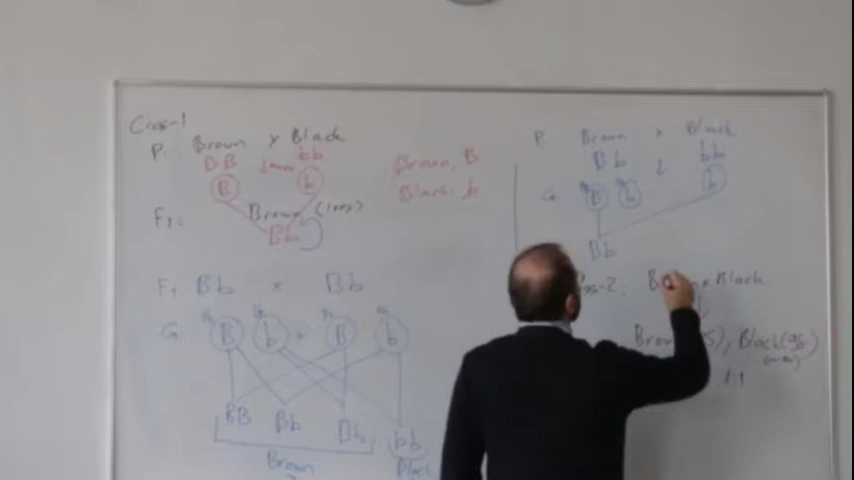 Cross-1
P. Brown x Black
BB bb
B b
Brown, B
Black, b
F1: Brown (100%)
Bb
F1 Bb x Bb
G. B b x B b
BB Bb Bb bb
Brown Black
P. Brown x Black
Bb bb
G B b b
Bb
x Black
Black
1:1